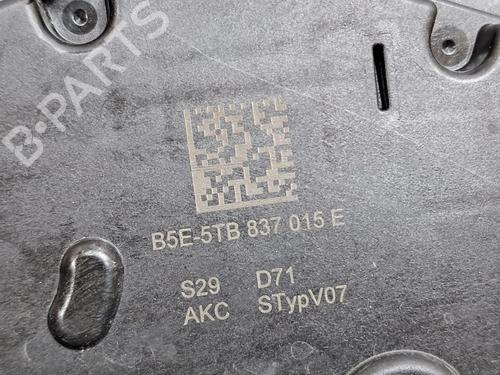 B-PARTS
B5E-5TB 837 015 E
S29 D71
AKC STypV07